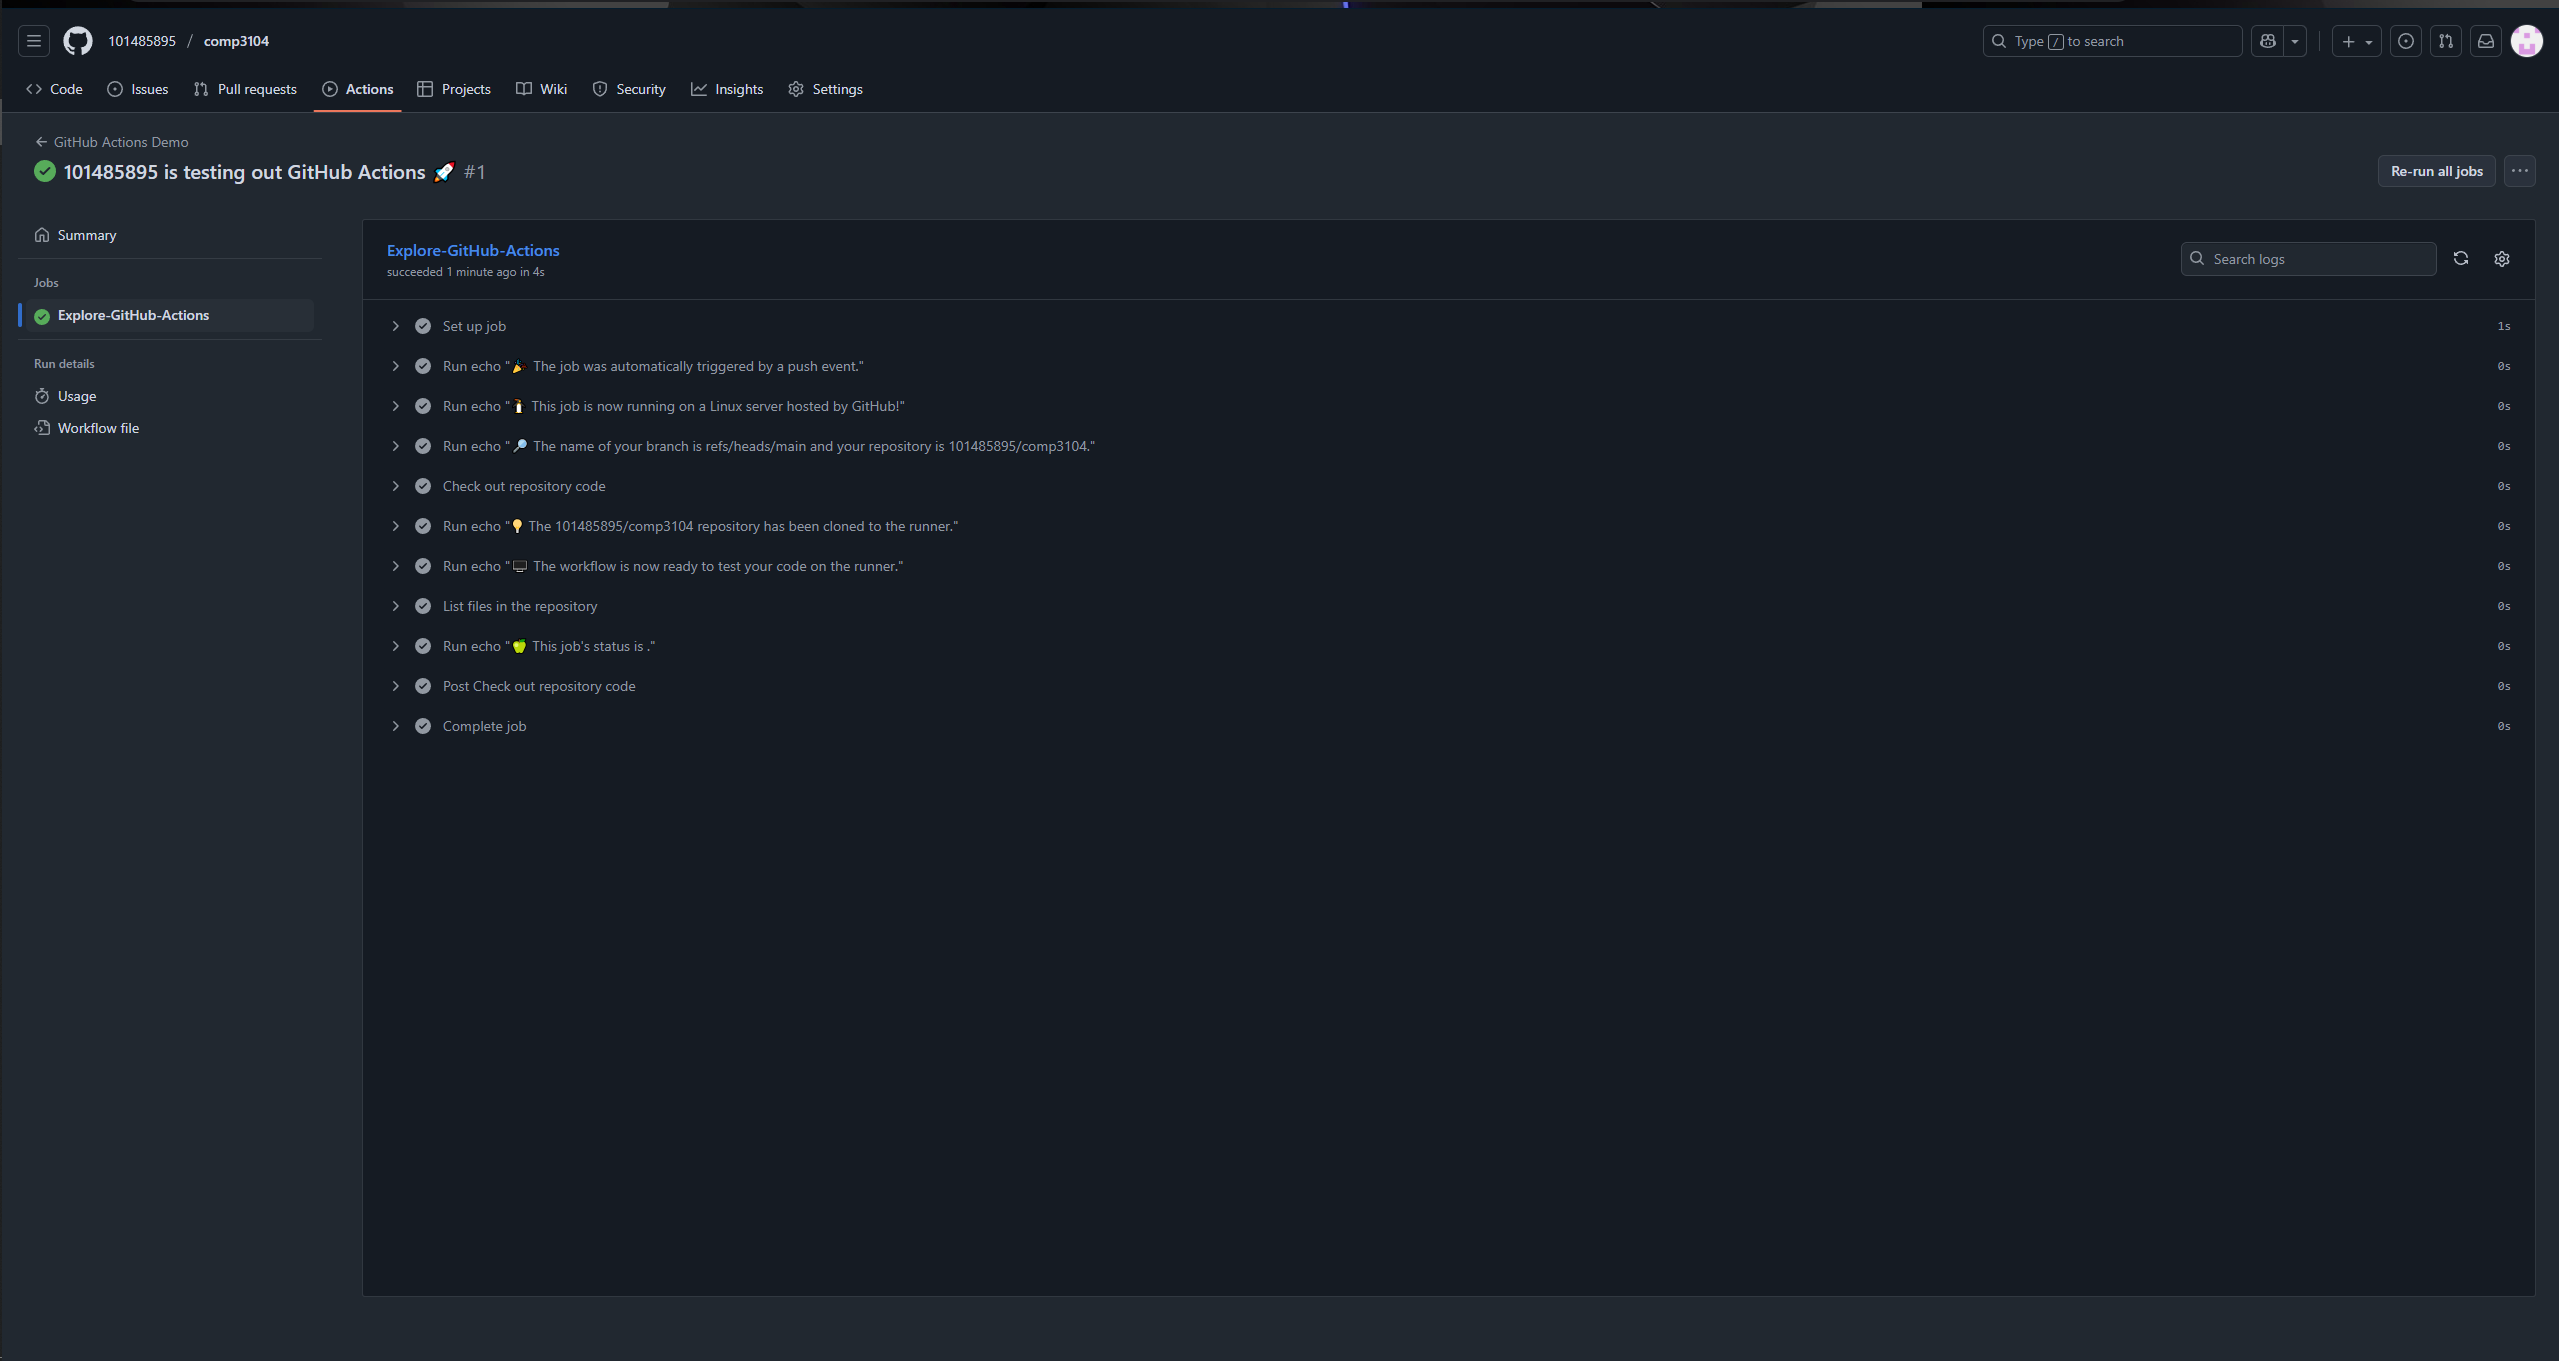 101485895 / comp3104
Type / to search
Code Issues Pull requests Actions Projects Wiki Security Insights Settings
GitHub Actions Demo
101485895 is testing out GitHub Actions 🚀 #1
Re-run all jobs
Summary
Jobs
Explore-GitHub-Actions
Run details
Usage
Workflow file
Explore-GitHub-Actions
succeeded 1 minute ago in 4s
Search logs
Set up job 1s
Run echo "🎉 The job was automatically triggered by a push event." 0s
Run echo "🐧 This job is now running on a Linux server hosted by GitHub!" 0s
Run echo "🔎 The name of your branch is refs/heads/main and your repository is 101485895/comp3104." 0s
Check out repository code 0s
Run echo "💡 The 101485895/comp3104 repository has been cloned to the runner." 0s
Run echo "🖥️ The workflow is now ready to test your code on the runner." 0s
List files in the repository 0s
Run echo "🍏 This job's status is ." 0s
Post Check out repository code 0s
Complete job 0s